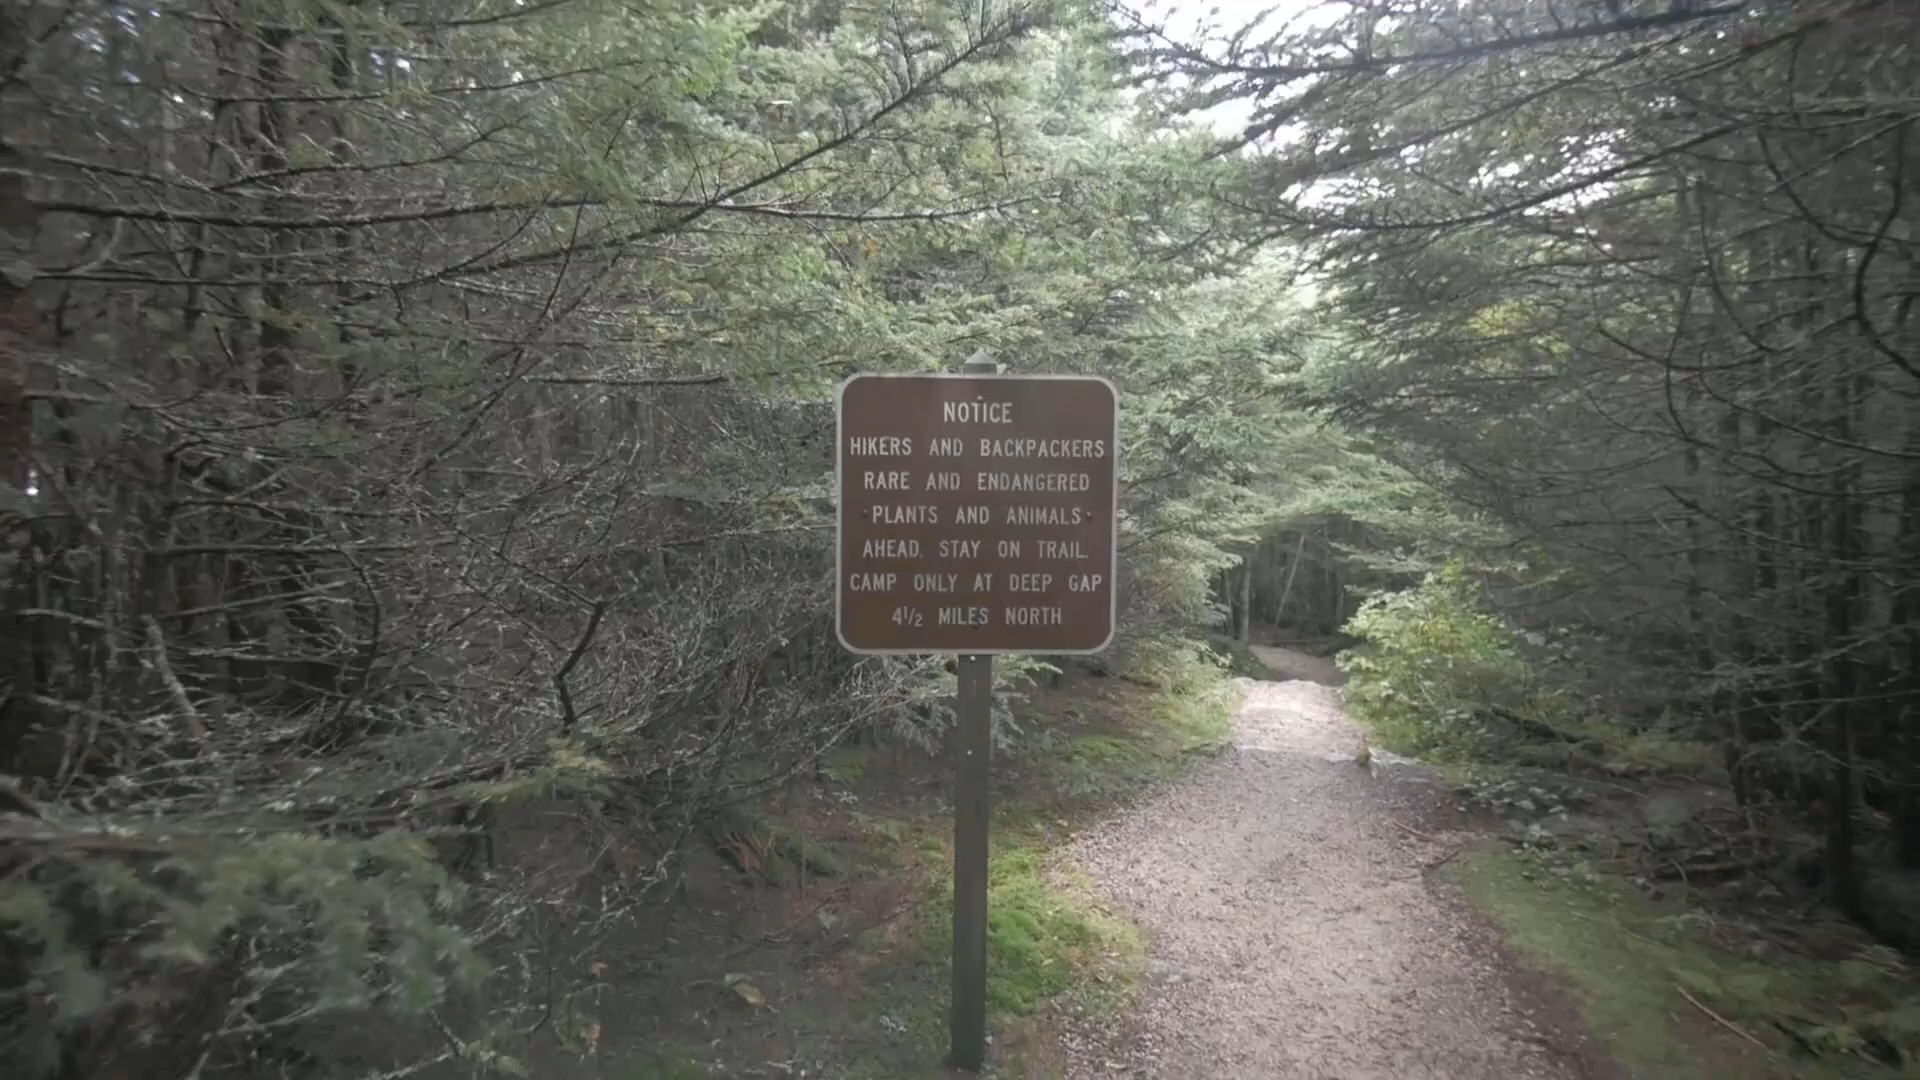 NOTICE
HIKERS AND BACKPACKERS
RARE AND ENDANGERED
PLANTS AND ANIMALS
AHEAD. STAY ON TRAIL.
CAMP ONLY AT DEEP GAP
4½ MILES NORTH